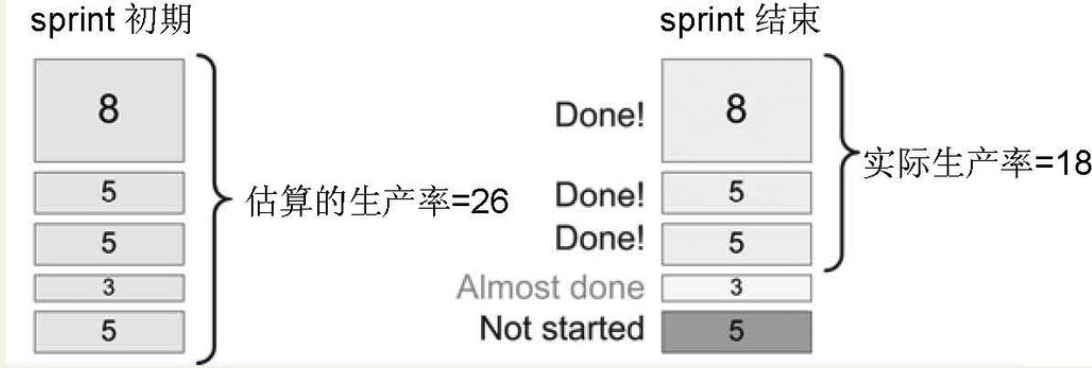 sprint 初期
8
5
5
3
5
估算的生产率=26
sprint 结束
Done! 8
Done! 5
Done! 5
Almost done 3
Not started 5
实际生产率=18